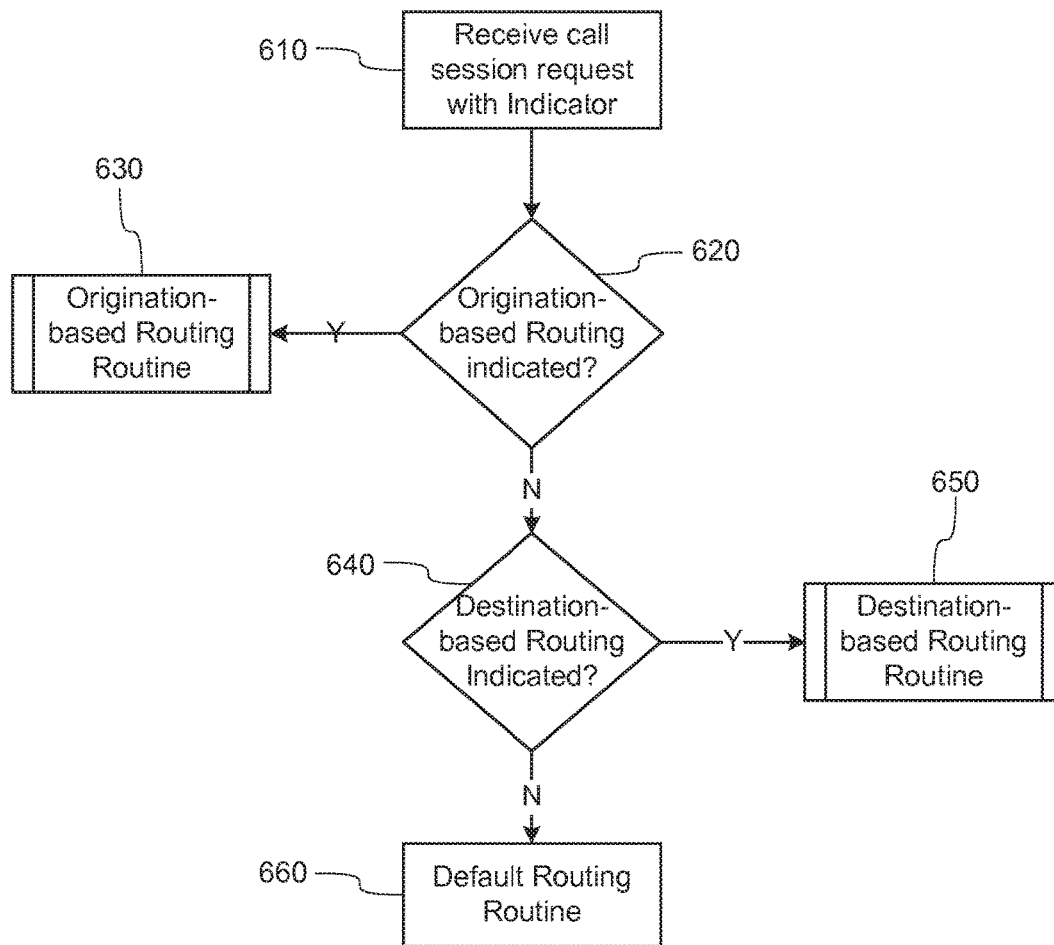 610
Receive call
session request
with Indicator
630
620
Origination-
based Routing
Routine
Y
Origination-
based Routing
indicated?
N
650
640
Destination-
based Routing
Indicated?
Y
Destination-
based Routing
Routine
N
660
Default Routing
Routine